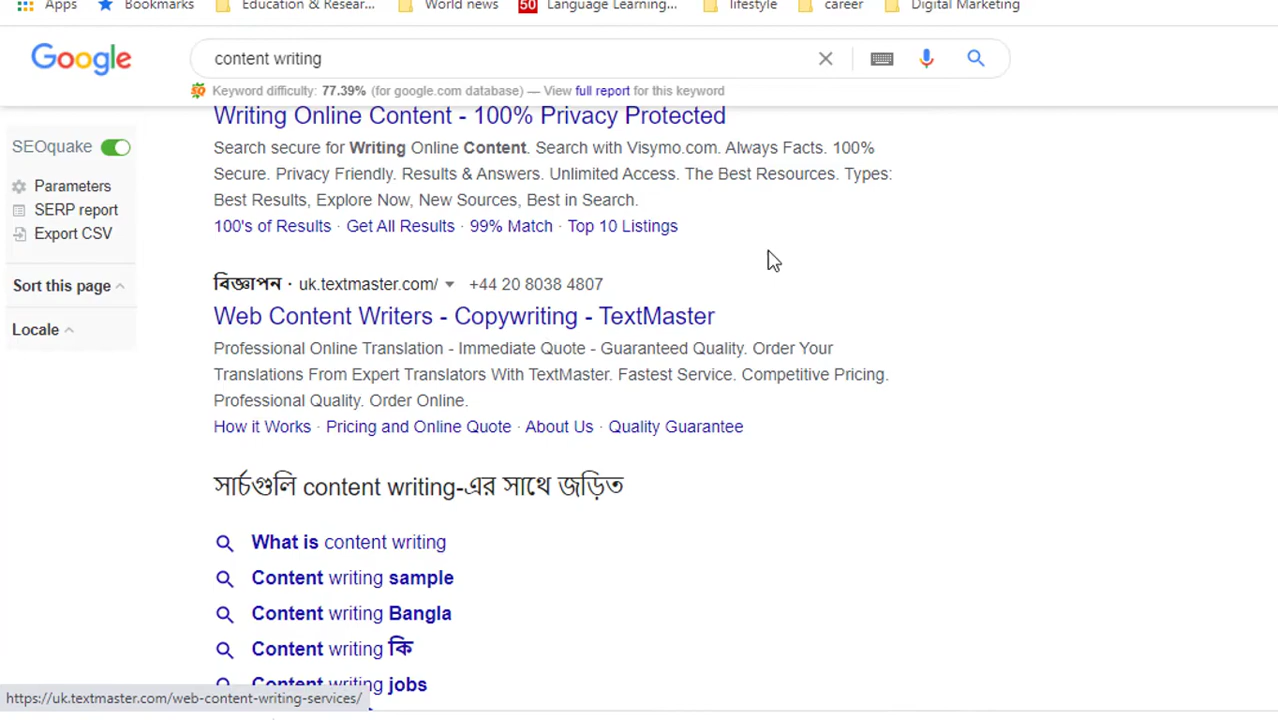 Apps Bookmarks Education & Resear... World news 50 Language Learning... lifestyle career Digital Marketing
Google content writing
Keyword difficulty: 77.39% (for google.com database) — View full report for this keyword
Writing Online Content - 100% Privacy Protected
SEOquake
Search secure for Writing Online Content. Search with Visymo.com. Always Facts. 100%
Secure. Privacy Friendly. Results & Answers. Unlimited Access. The Best Resources. Types:
Best Results, Explore Now, New Sources, Best in Search.
100's of Results · Get All Results · 99% Match · Top 10 Listings
Parameters
SERP report
Export CSV
Sort this page
Locale
বিজ্ঞাপন · uk.textmaster.com/ +44 20 8038 4807
Web Content Writers - Copywriting - TextMaster
Professional Online Translation - Immediate Quote - Guaranteed Quality. Order Your
Translations From Expert Translators With TextMaster. Fastest Service. Competitive Pricing.
Professional Quality. Order Online.
How it Works · Pricing and Online Quote · About Us · Quality Guarantee
সার্চগুলি content writing-এর সাথে জড়িত
What is content writing
Content writing sample
Content writing Bangla
Content writing কি
Content writing jobs
https://uk.textmaster.com/web-content-writing-services/